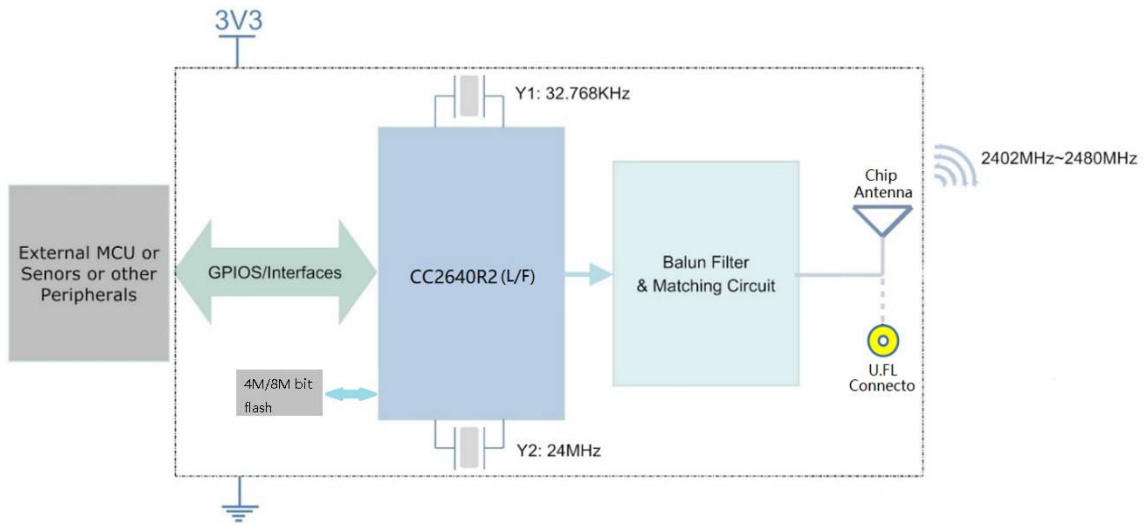 3V3
Y1: 32.768KHz
2402MHz~2480MHz
Chip
Antenna
External MCU or
Senors or other
Peripherals
GPIOS/Interfaces
CC2640R2 (L/F)
Balun Filter
& Matching Circuit
U.FL
Connecto
4M/8M bit
flash
Y2: 24MHz